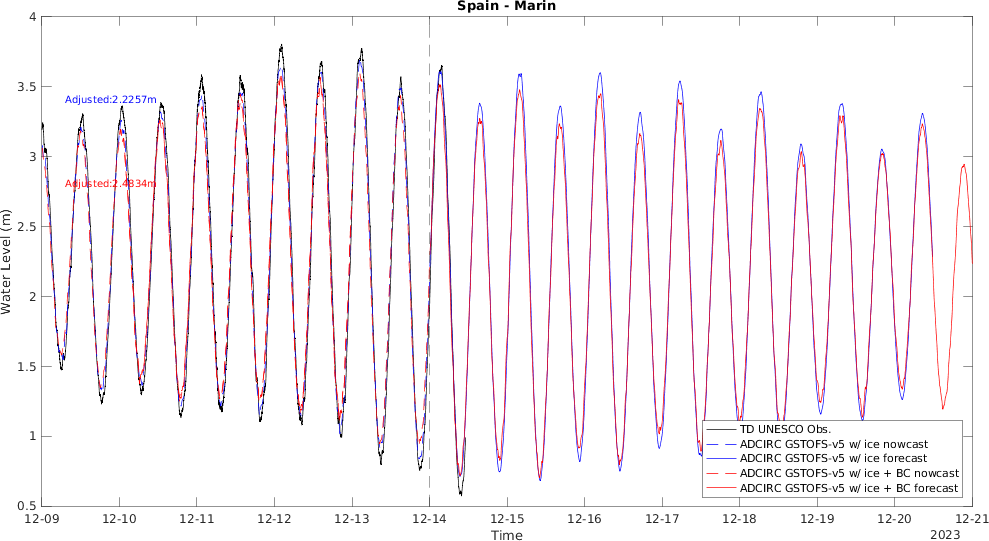 Spain - Marin
Water Level (m)
4
3.5
3
2.5
2
1.5
1
0.5
Adjusted:2.2257m
Adjusted:2.4834m
TD UNESCO Obs.
ADCIRC GSTOFS-v5 w/ ice nowcast
ADCIRC GSTOFS-v5 w/ ice forecast
ADCIRC GSTOFS-v5 w/ ice + BC nowcast
ADCIRC GSTOFS-v5 w/ ice + BC forecast
12-09 12-10 12-11 12-12 12-13 12-14 12-15 12-16 12-17 12-18 12-19 12-20 12-21
Time
2023